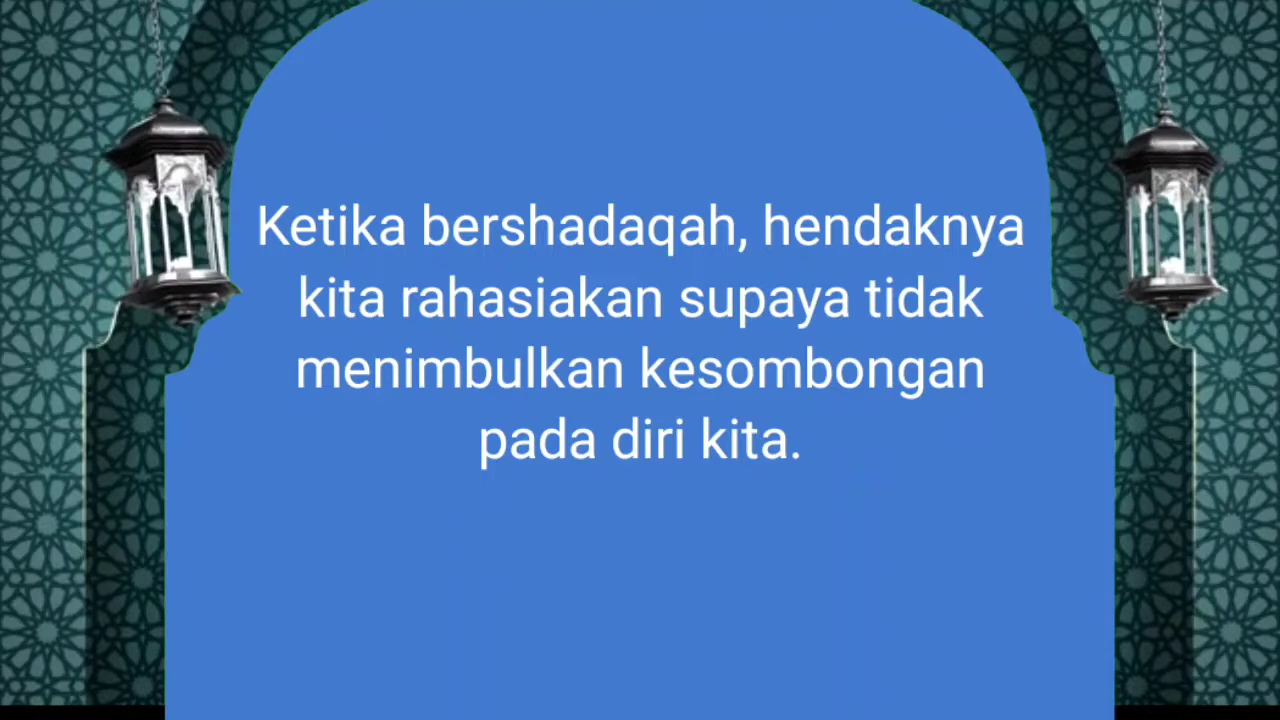 Ketika bershadaqah, hendaknya
kita rahasiakan supaya tidak
menimbulkan kesombongan
pada diri kita.